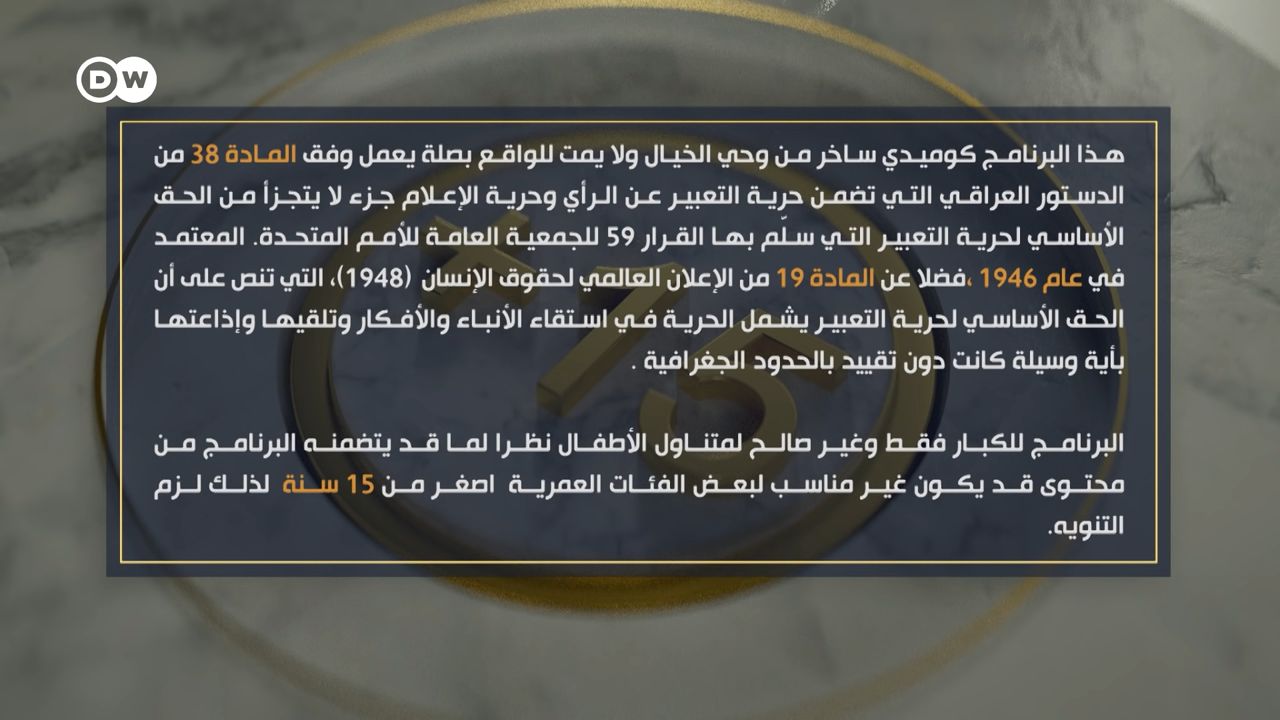 DW
هذا البرنامج كوميدي ساخر من وحي الخيال ولا يمت للواقع بصلة يعمل وفق المادة 38 من
الدستور العراقي التي تضمن حرية التعبير عن الرأي وحرية الإعلام جزء لا يتجزأ من الحق
الأساسي لحرية التعبير التي سلّم بها القرار 59 للجمعية العامة للأمم المتحدة. المعتمد
في عام 1946 ،فضلا عن المادة 19 من الإعلان العالمي لحقوق الإنسان (1948)، التي تنص على أن
الحق الأساسي لحرية التعبير يشمل الحرية في استقاء الأنباء والأفكار وتلقيها وإذاعتها
بأية وسيلة كانت دون تقييد بالحدود الجغرافية .
البرنامج للكبار فقط وغير صالح لمتناول الأطفال نظرا لما قد يتضمنه البرنامج من
محتوى قد يكون غير مناسب لبعض الفئات العمرية اصغر من 15 سنة لذلك لزم
التنويه.
+15